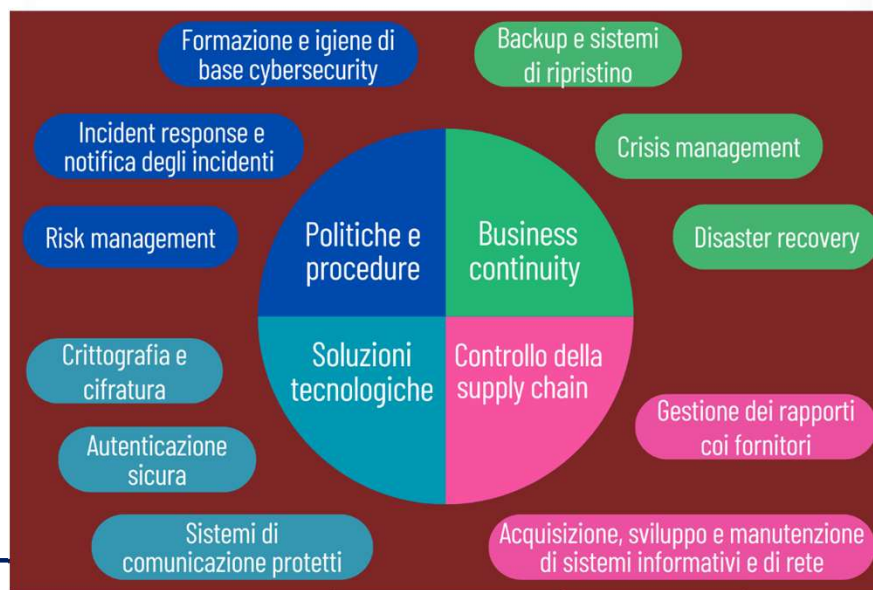 Formazione e igiene di
base cybersecurity
Backup e sistemi
di ripristino
Incident response e
notifica degli incidenti
Crisis management
Risk management
Disaster recovery
Politiche e
procedure
Business
continuity
Soluzioni
tecnologiche
Controllo della
supply chain
Crittografia e
cifratura
Gestione dei rapporti
coi fornitori
Autenticazione
sicura
Sistemi di
comunicazione protetti
Acquisizione, sviluppo e manutenzione
di sistemi informativi e di rete